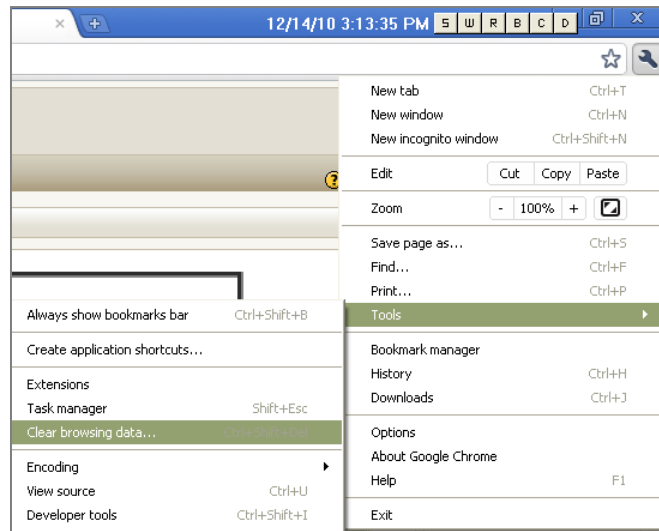 12/14/10 3:13:35 PM S W R B C D
New tab Ctrl+T
New window Ctrl+N
New incognito window Ctrl+Shift+N
Edit Cut Copy Paste
Zoom - 100% +
Save page as... Ctrl+S
Find... Ctrl+F
Print... Ctrl+P
Tools
Bookmark manager
History Ctrl+H
Downloads Ctrl+J
Options
About Google Chrome
Help F1
Exit
Always show bookmarks bar Ctrl+Shift+B
Create application shortcuts...
Extensions
Task manager Shift+Esc
Clear browsing data... Ctrl+Shift+Del
Encoding
View source Ctrl+U
Developer tools Ctrl+Shift+I